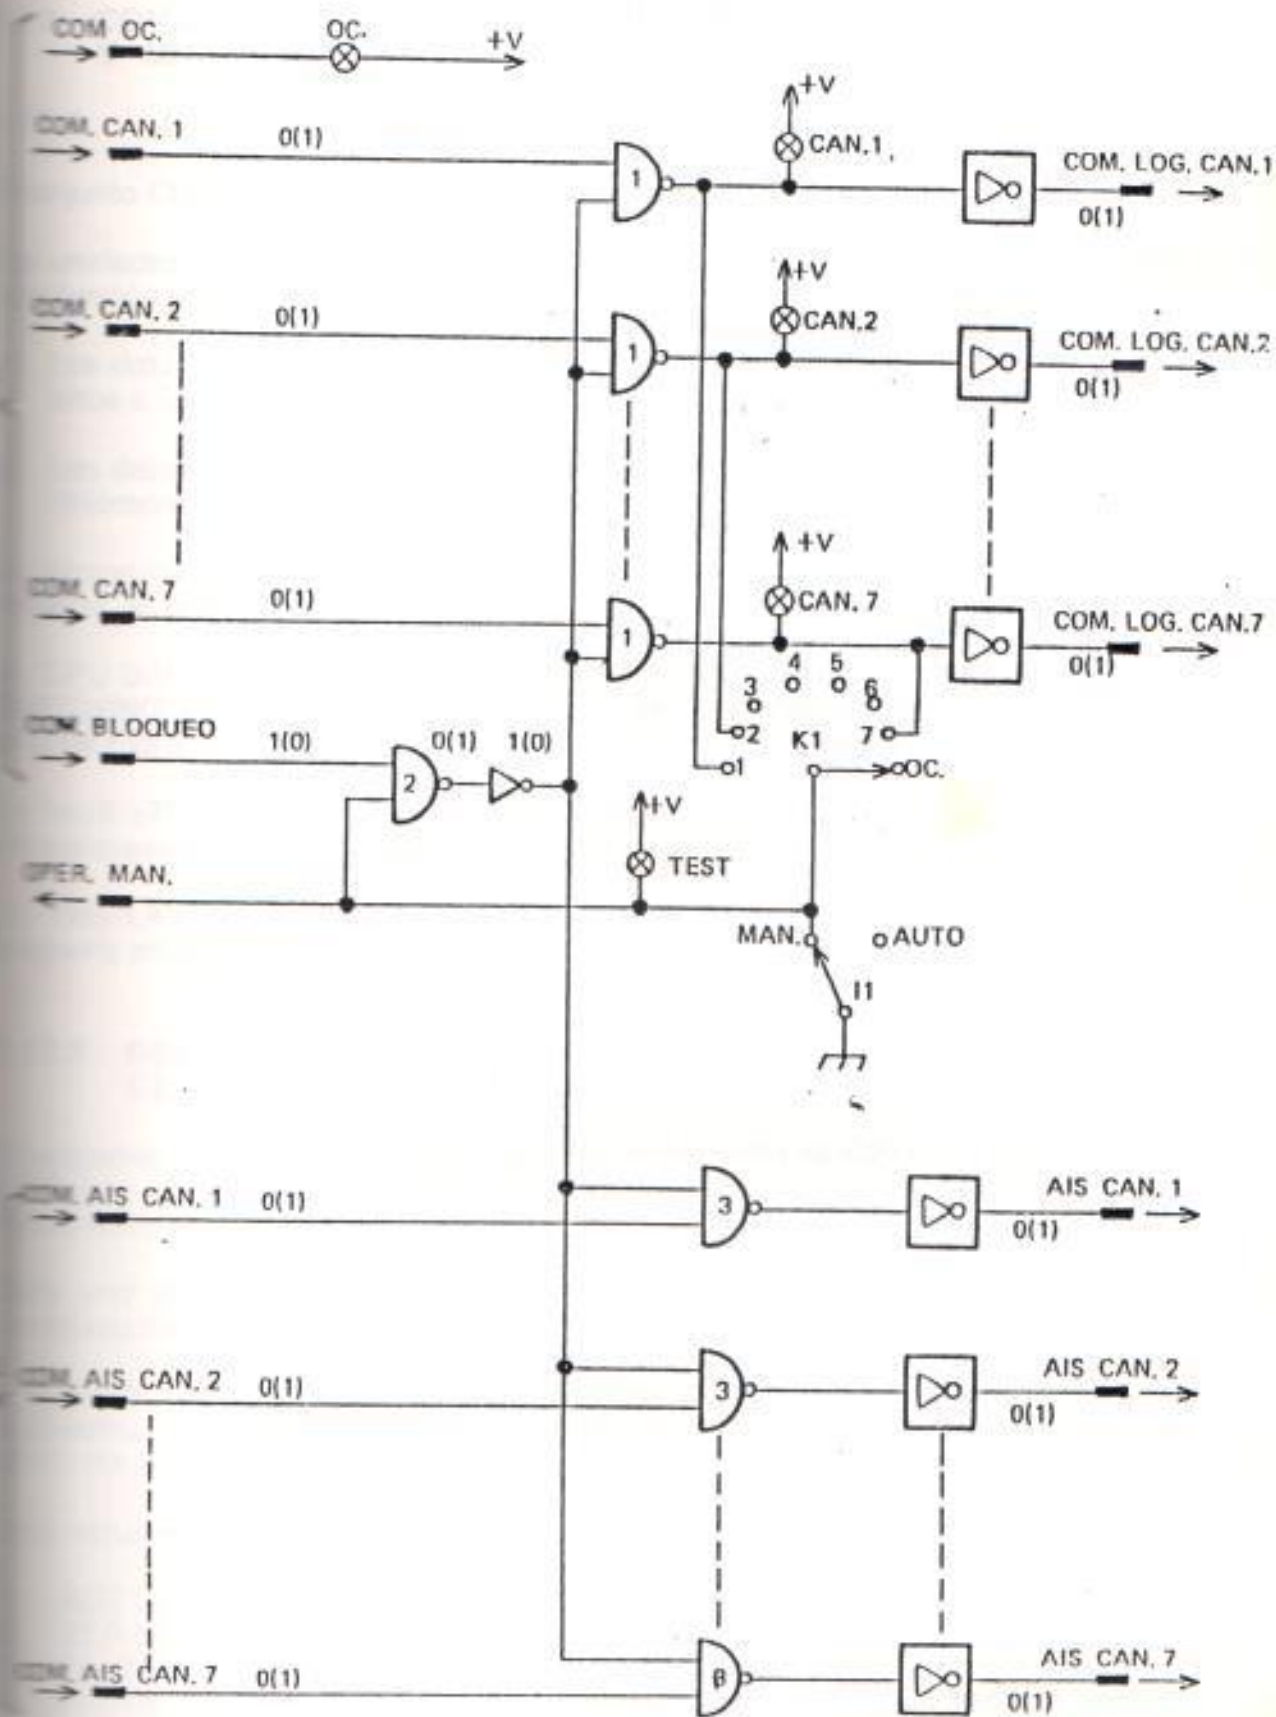 COM OC.
OC.
+V
COM. CAN. 1
0(1)
+V
CAN.1
1
COM. LOG. CAN.1
0(1)
COM. CAN. 2
0(1)
+V
CAN.2
1
COM. LOG. CAN.2
0(1)
COM. CAN. 7
0(1)
+V
CAN. 7
1
COM. LOG. CAN.7
0(1)
4
5
3
6
2
K1
7
1
OC.
COM. BLOQUEO
1(0)
0(1)
1(0)
2
+V
TEST
OPER. MAN.
MAN.
AUTO
I1
COM. AIS CAN. 1
0(1)
3
AIS CAN. 1
0(1)
COM. AIS CAN. 2
0(1)
3
AIS CAN. 2
0(1)
COM. AIS CAN. 7
0(1)
AIS CAN. 7
0(1)